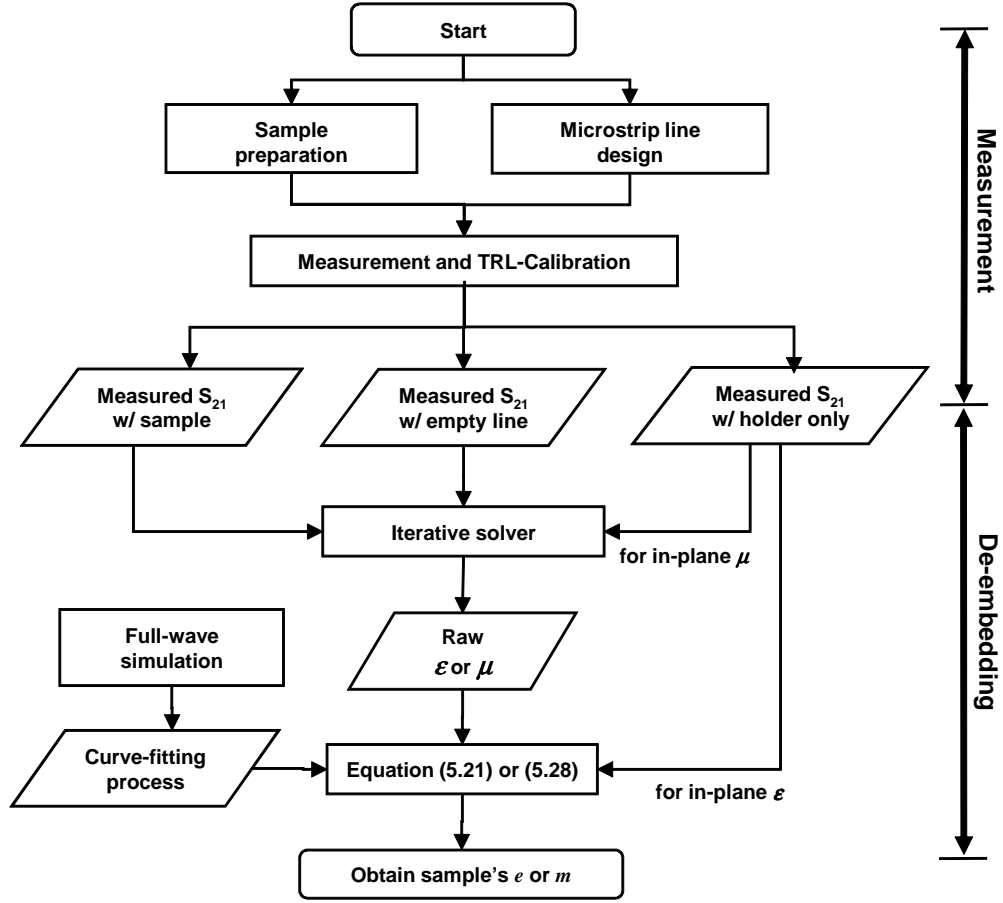 Start
Sample
preparation
Microstrip line
design
Measurement and TRL-Calibration
Measured S₂₁
w/ sample
Measured S₂₁
w/ empty line
Measured S₂₁
w/ holder only
Iterative solver
for in-plane μ
Raw
ε or μ
Full-wave
simulation
Curve-fitting
process
Equation (5.21) or (5.28)
for in-plane ε
Obtain sample's e or m
Measurement
De-embedding